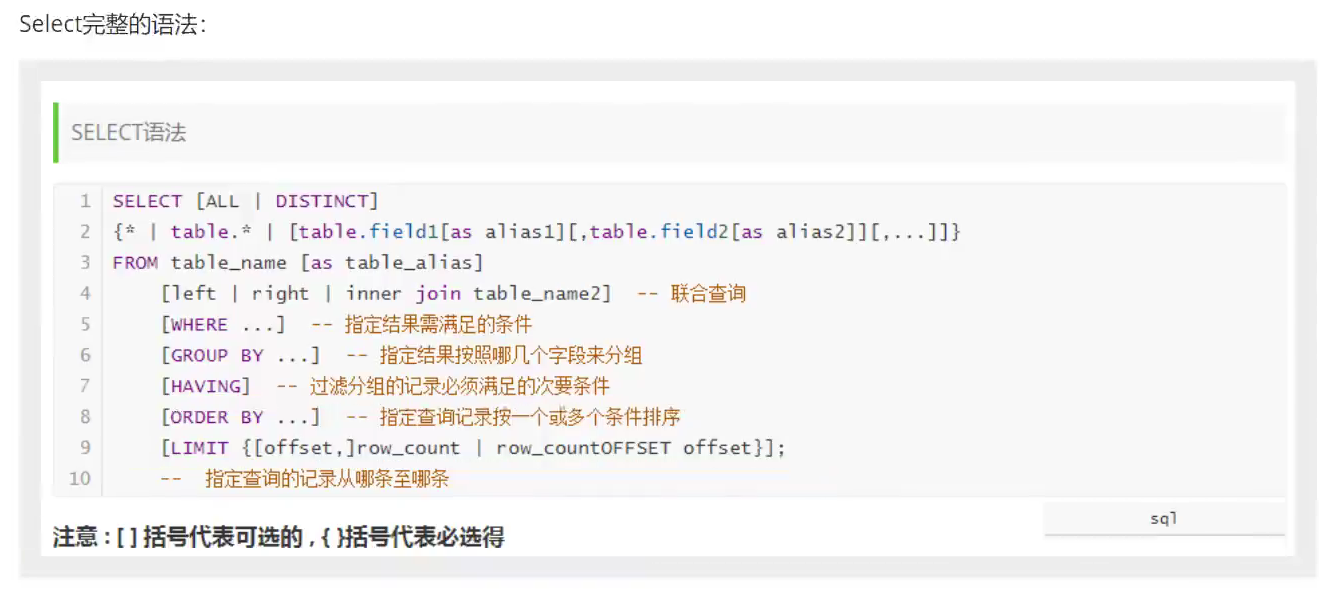 Select完整的语法：
SELECT语法
1 SELECT [ALL | DISTINCT]
2 {* | table.* | [table.field1[as alias1][,table.field2[as alias2]][,...]]}
3 FROM table_name [as table_alias]
4 [left | right | inner join table_name2]  -- 联合查询
5 [WHERE ...]  -- 指定结果需满足的条件
6 [GROUP BY ...]  -- 指定结果按照哪几个字段来分组
7 [HAVING]  -- 过滤分组的记录必须满足的次要条件
8 [ORDER BY ...]  -- 指定查询记录按一个或多个条件排序
9 [LIMIT {[offset,]row_count | row_countOFFSET offset}];
10 --  指定查询的记录从哪条至哪条
sql
注意 : [ ] 括号代表可选的 , { }括号代表必选得